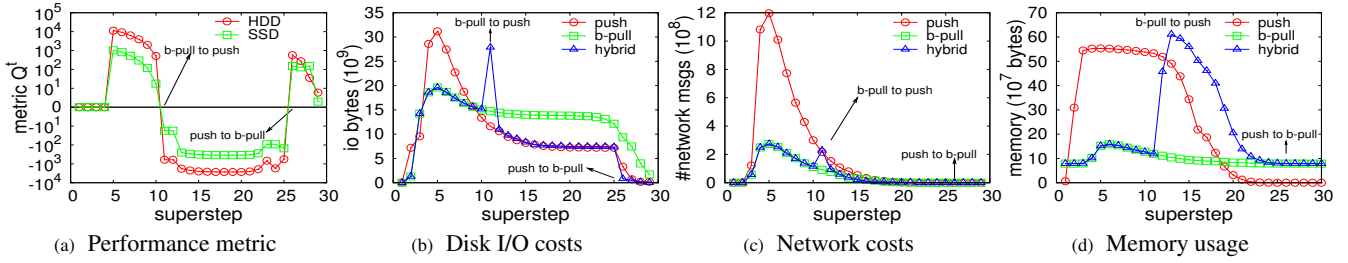 metric Q^t
10^5
10^4
10^3
10^2
10^1
0
-10^1
-10^2
-10^3
-10^4
HDD
SSD
b-pull to push
push to b-pull
0 5 10 15 20 25 30
superstep
(a) Performance metric
io bytes (10^9)
35
30
25
20
15
10
5
0
b-pull to push
push
b-pull
hybrid
push to b-pull
0 5 10 15 20 25 30
superstep
(b) Disk I/O costs
#network msgs (10^8)
12
10
8
6
4
2
0
push
b-pull
hybrid
b-pull to push
push to b-pull
0 5 10 15 20 25 30
superstep
(c) Network costs
memory (10^7 bytes)
70
60
50
40
30
20
10
0
b-pull to push
push
b-pull
hybrid
push to b-pull
0 5 10 15 20 25 30
superstep
(d) Memory usage